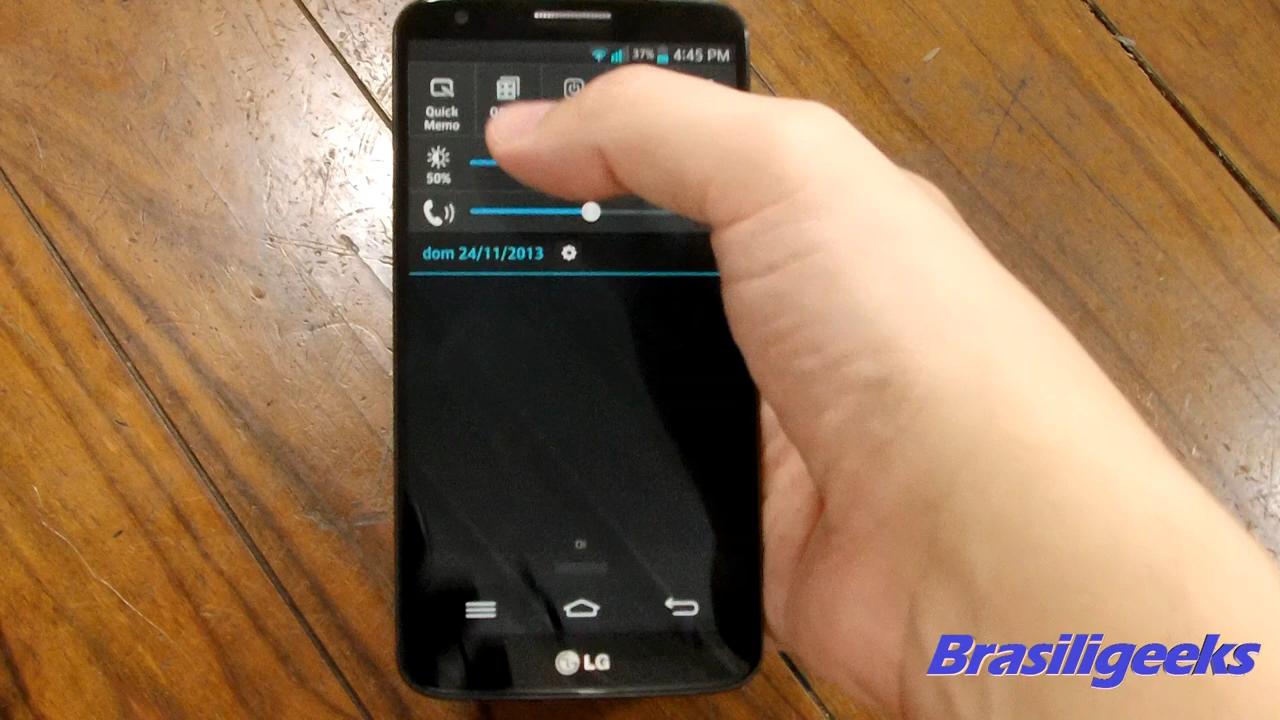 37% 4:45 PM
Quick
Memo
50%
dom 24/11/2013
LG
Brasiligeeks